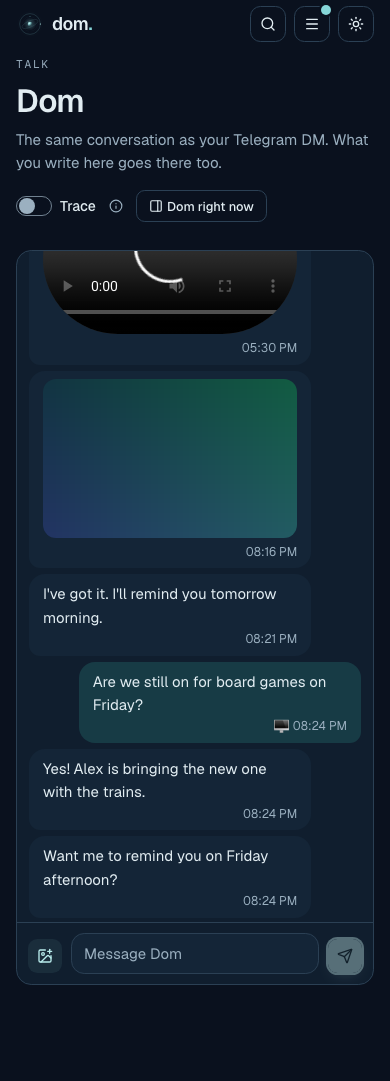 dom.
TALK
Dom
The same conversation as your Telegram DM. What
you write here goes there too.
Trace
Dom right now
0:00
05:30 PM
08:16 PM
I've got it. I'll remind you tomorrow
morning.
08:21 PM
Are we still on for board games on
Friday?
08:24 PM
Yes! Alex is bringing the new one
with the trains.
08:24 PM
Want me to remind you on Friday
afternoon?
08:24 PM
Message Dom